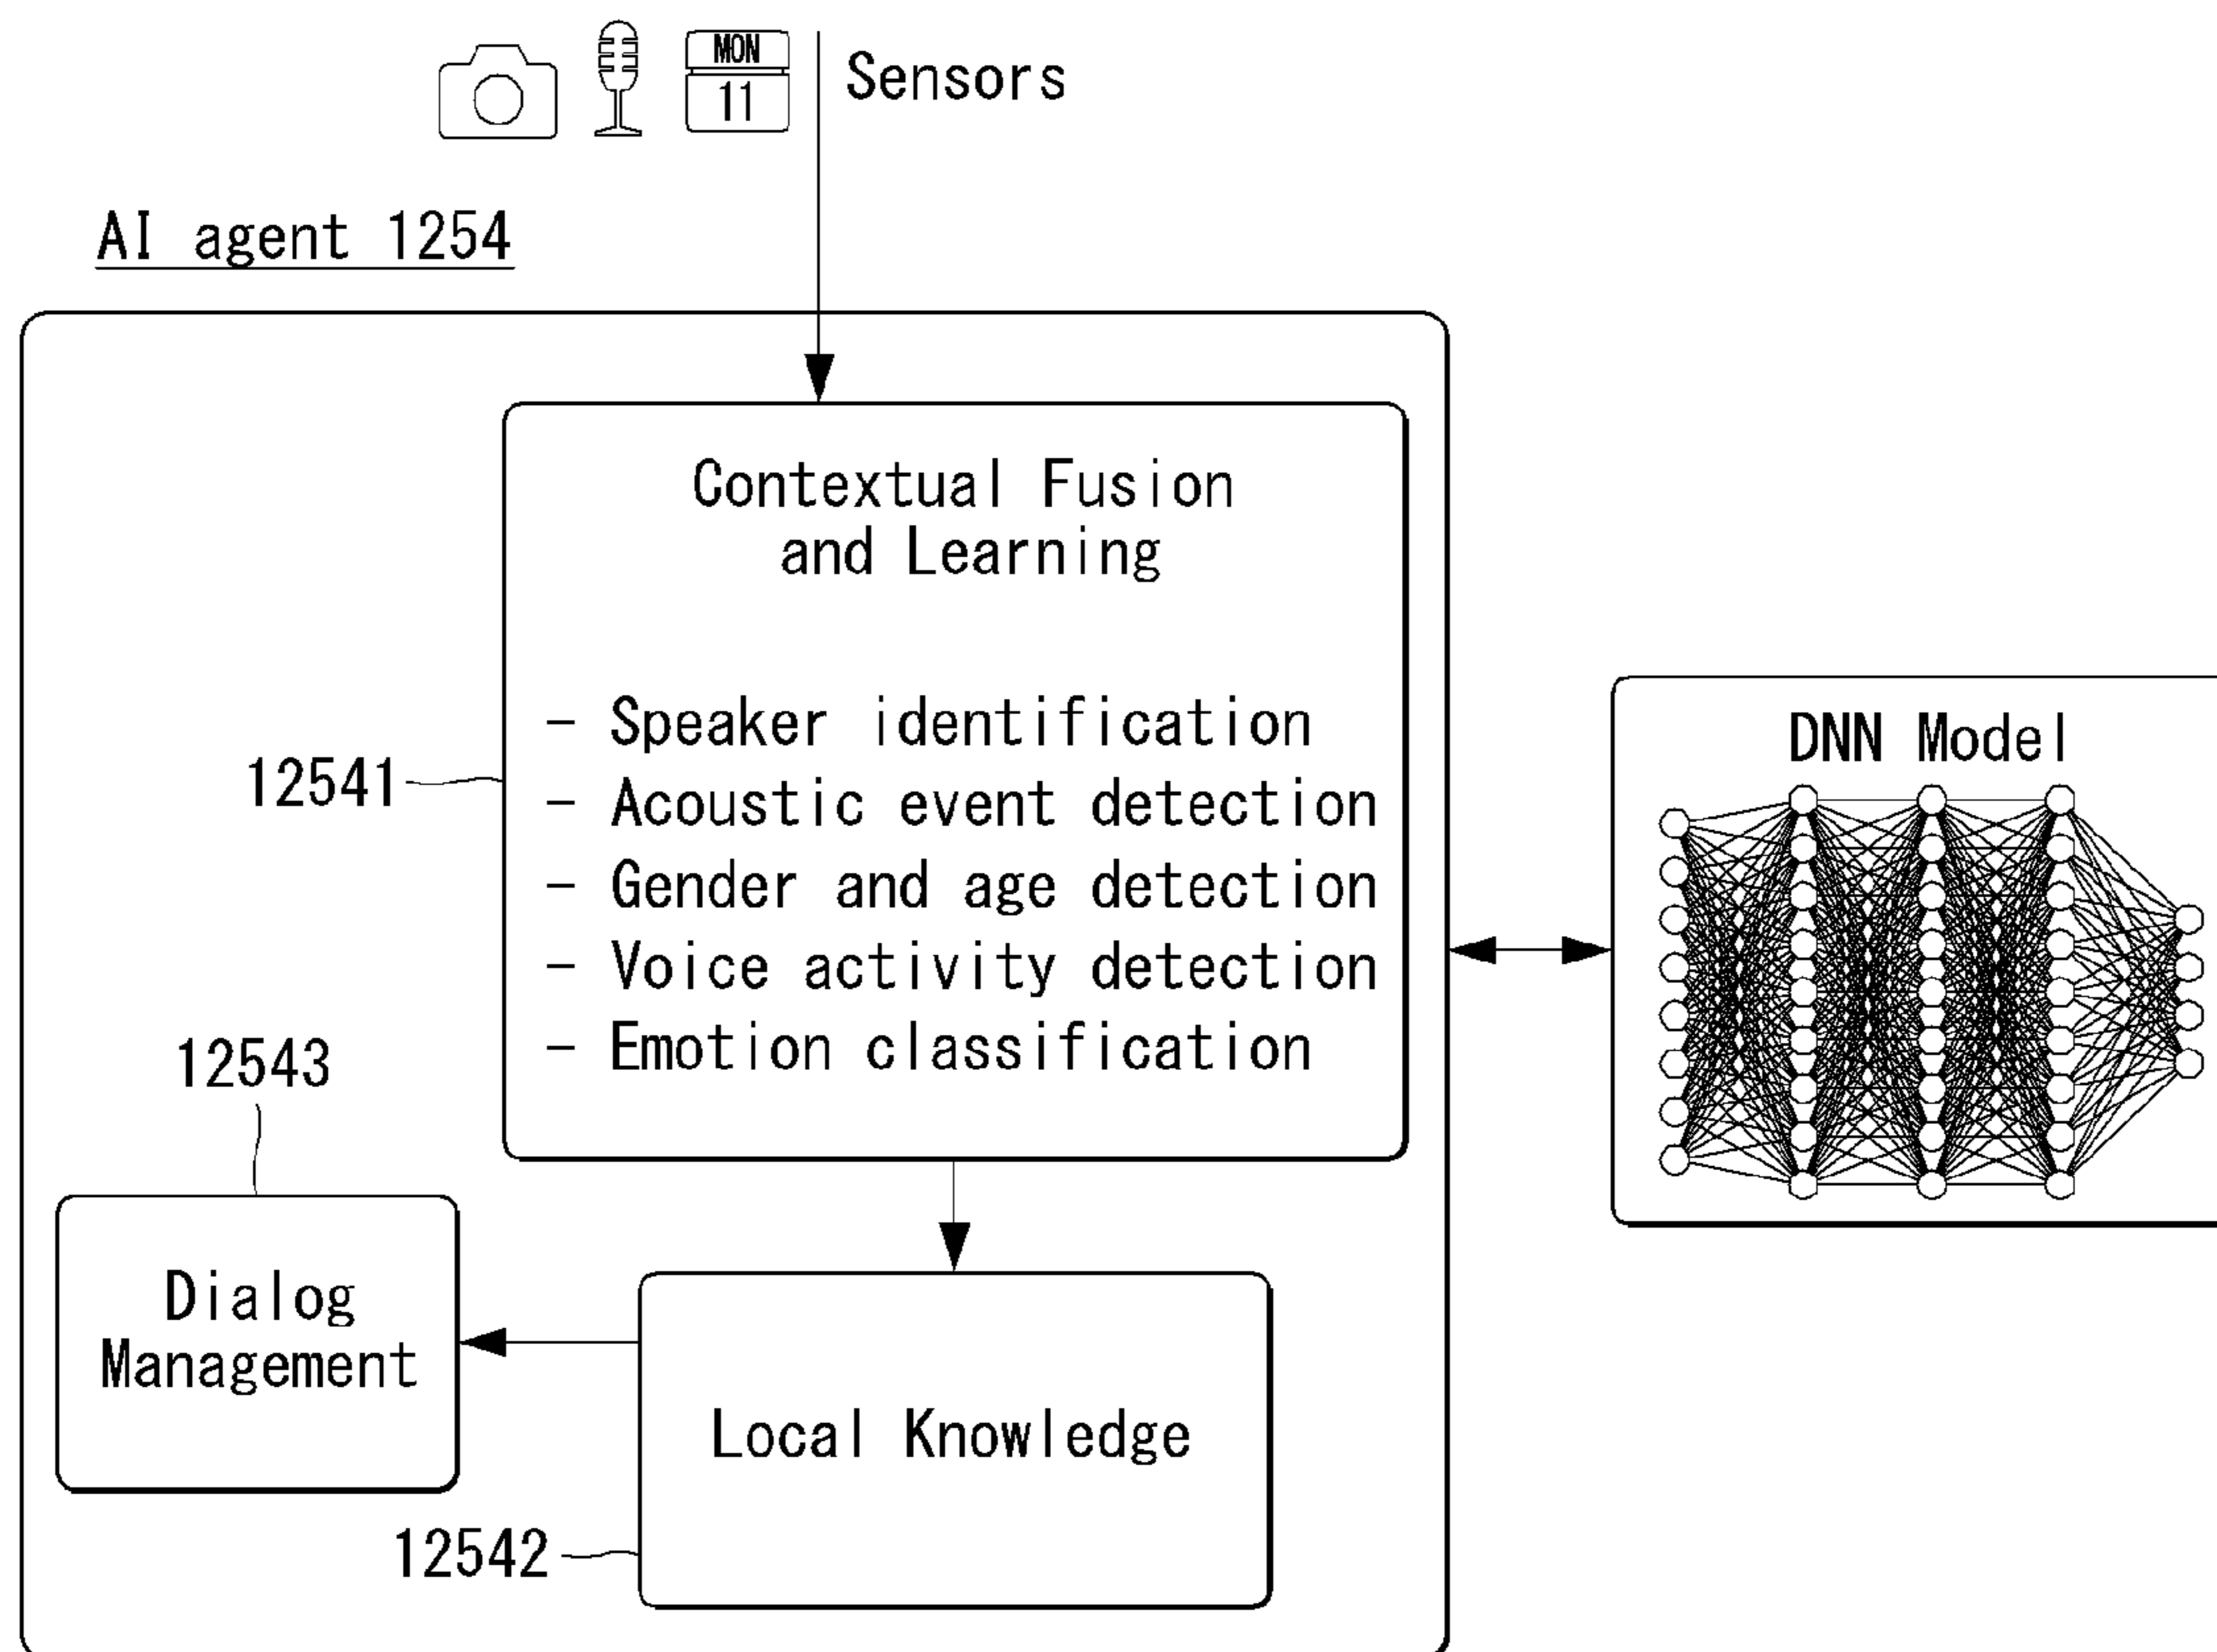 MON
11
Sensors
AI agent 1254
Contextual Fusion
and Learning
- Speaker identification
- Acoustic event detection
- Gender and age detection
- Voice activity detection
- Emotion classification
12541
DNN Model
12543
Dialog
Management
Local Knowledge
12542